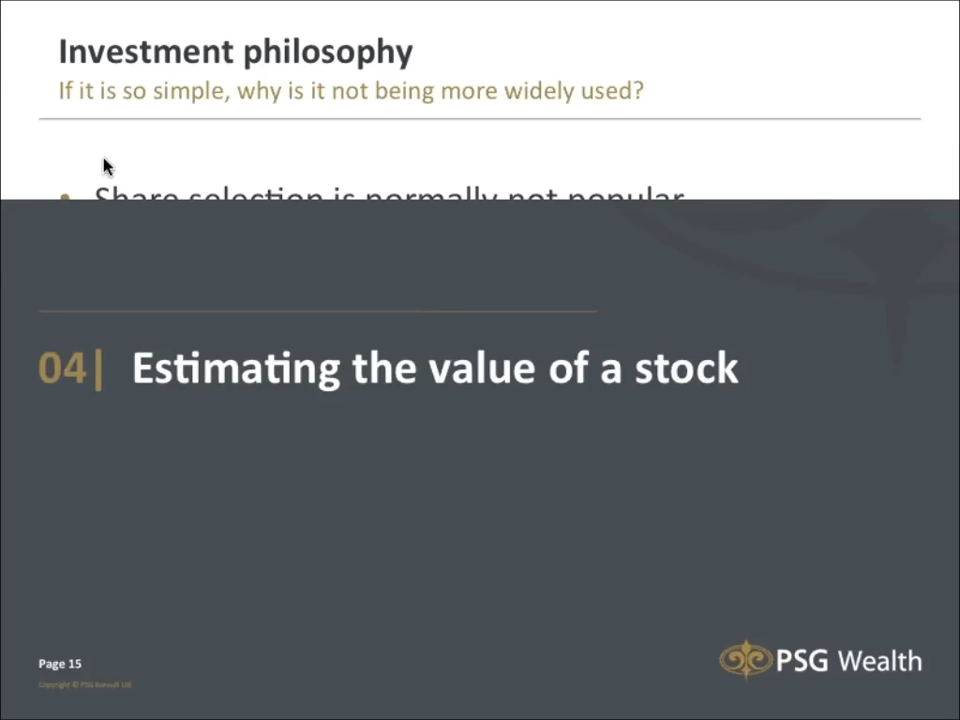 Investment philosophy
If it is so simple, why is it not being more widely used?
• Share selection is normally not popular
04| Estimating the value of a stock
Page 15
Copyright © PSG Konsult Ltd
PSG Wealth